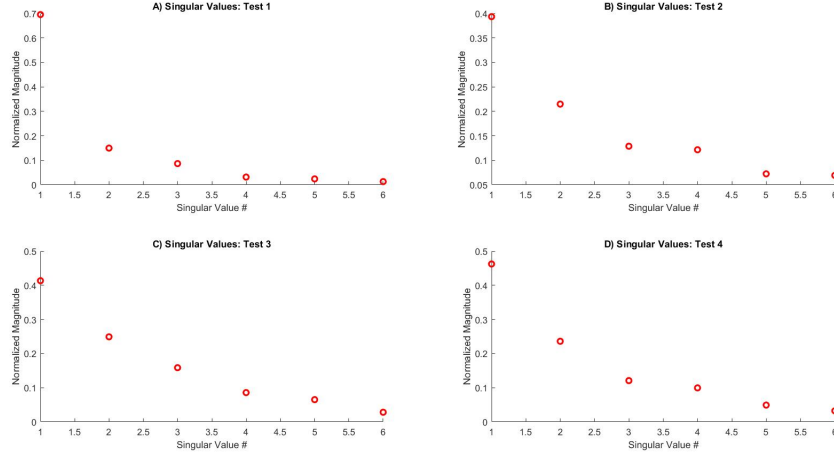 A) Singular Values: Test 1
Normalized Magnitude
0.7
0.6
0.5
0.4
0.3
0.2
0.1
0
1 1.5 2 2.5 3 3.5 4 4.5 5 5.5 6
Singular Value #
B) Singular Values: Test 2
Normalized Magnitude
0.4
0.35
0.3
0.25
0.2
0.15
0.1
0.05
1 1.5 2 2.5 3 3.5 4 4.5 5 5.5 6
Singular Value #
C) Singular Values: Test 3
Normalized Magnitude
0.5
0.4
0.3
0.2
0.1
0
1 1.5 2 2.5 3 3.5 4 4.5 5 5.5 6
Singular Value #
D) Singular Values: Test 4
Normalized Magnitude
0.5
0.4
0.3
0.2
0.1
0
1 1.5 2 2.5 3 3.5 4 4.5 5 5.5 6
Singular Value #